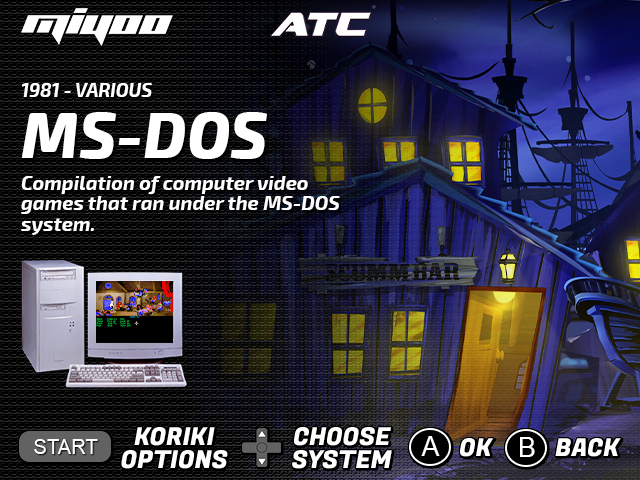 miyoo
ATC
1981 - VARIOUS
MS-DOS
Compilation of computer video
games that ran under the MS-DOS
system.
SCUMM BAR
START
KORIKI
OPTIONS
CHOOSE
SYSTEM
A OK
B BACK